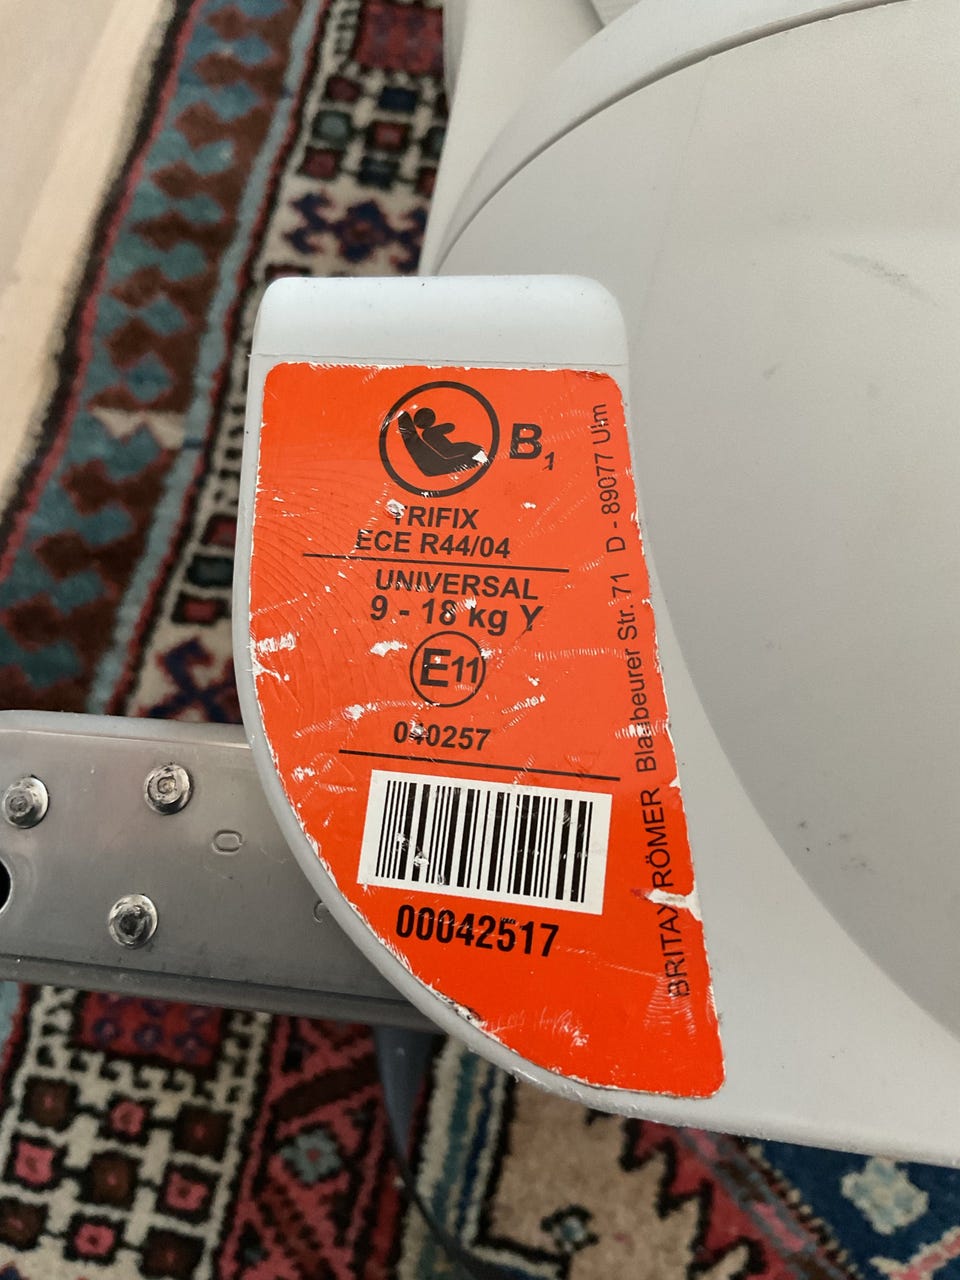 B1
TRIFIX
ECE R44/04
UNIVERSAL
9 - 18 kg Y
E11
040257
00042517
BRITAX RÖMER Blaubeurer Str. 71 D - 89077 Ulm